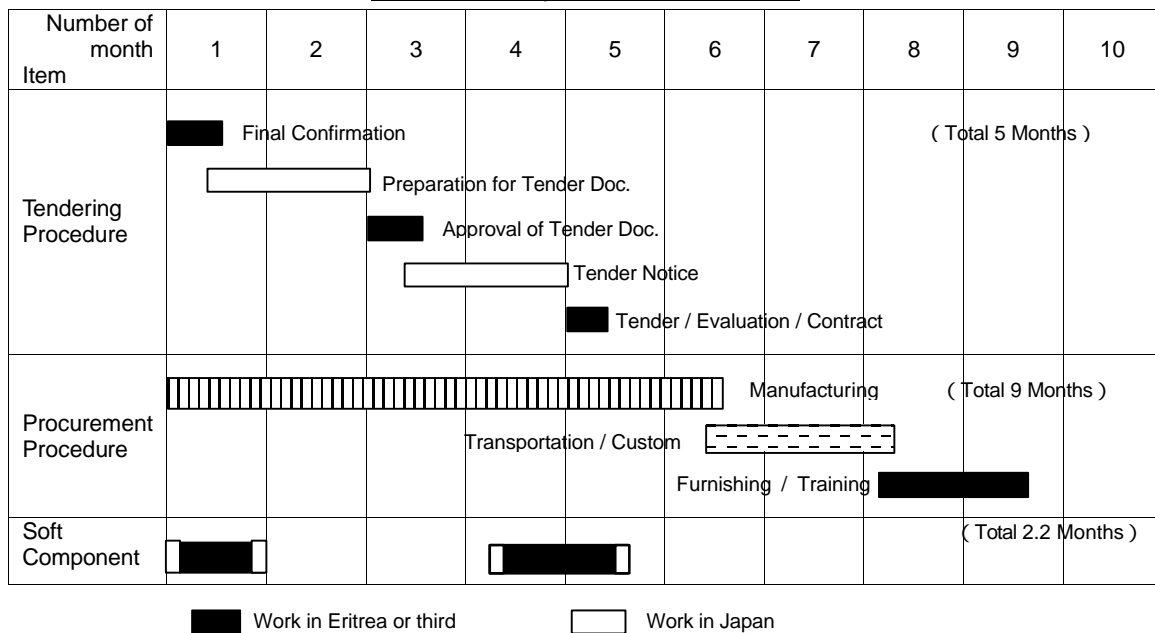 Number of
month
Item
1 2 3 4 5 6 7 8 9 10
Tendering
Procedure
Final Confirmation
( Total 5 Months )
Preparation for Tender Doc.
Approval of Tender Doc.
Tender Notice
Tender / Evaluation / Contract
Procurement
Procedure
Manufacturing
( Total 9 Months )
Transportation / Custom
Furnishing / Training
Soft
Component
( Total 2.2 Months )
Work in Eritrea or third
Work in Japan